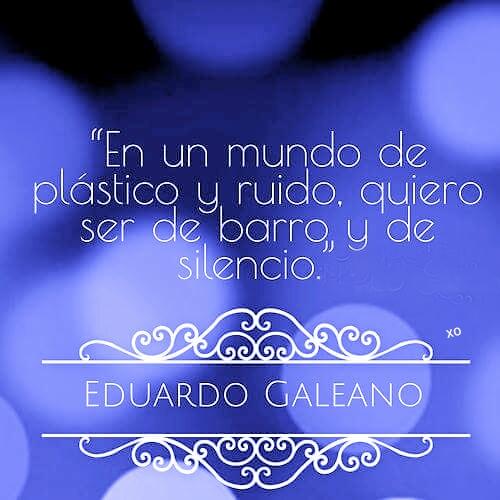 “En un mundo de
plástico y ruido, quiero
ser de barro y de
silencio.”
xo
EDUARDO GALEANO